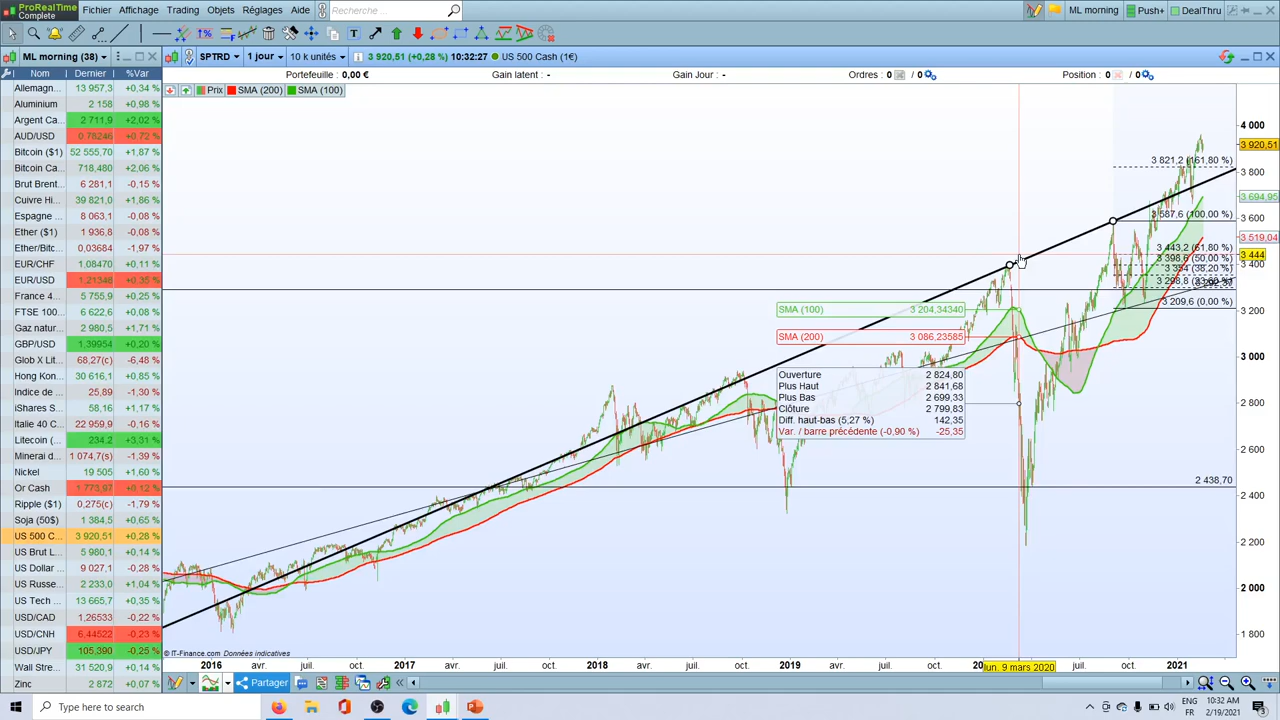 ProRealTime
Complete
Fichier Affichage Trading Objets Réglages Aide Recherche ... ML morning Push+ DealThru
ML morning (38) SPTRD 1 jour 10 k unités 3 920,51 (+0,28 %) 10:32:27 US 500 Cash (1€)
Portefeuille : 0,00 € Gain latent : - Gain Jour : - Ordres : 0 / 0 Position : 0 / 0
Nom Dernier %Var
Prix SMA (200) SMA (100)
Allemagn... 13 957,3 +0,34 %
Aluminium 2 158 +0,98 %
Argent Ca... 2 711,9 +2,02 %
AUD/USD 0.78246 +0.72 %
Bitcoin ($1) 52 555,70 +1,87 %
Bitcoin Ca... 718,480 +2,06 %
Brut Brent... 6 281,1 -0,15 %
Cuivre Hi... 39 821,0 +1,86 %
Espagne ... 8 063,1 -0,08 %
Ether ($1) 1 936,8 -0,08 %
Ether/Bitc... 0,03684 -1,97 %
EUR/CHF 1,08470 +0,11 %
EUR/USD 1,21348 +0,35 %
France 4... 5 755,9 +0,25 %
FTSE 100... 6 622,6 +0,08 %
Gaz natur... 2 980,5 +1,71 %
GBP/USD 1,39954 +0,20 %
Glob X Lit... 68,27(c) -6,48 %
Hong Kon... 30 616,0 +0,85 %
Indice de ... 25,89 -1,30 %
iShares S... 58,16 +1,17 %
Italie 40 C... 22 959,9 -0,16 %
Litecoin (... 234,2 +3,31 %
Minerai d... 1 074,7(s) -1,39 %
Nickel 19 505 +1,60 %
Or Cash 1 773,97 +0,12 %
Ripple ($1) 0,275(c) -1,79 %
Soja (50$) 1 384,5 +0,65 %
US 500 C... 3 920,51 +0,28 %
US Brut L... 5 980,1 +0,14 %
US Dollar ... 9 027,1 -0,28 %
US Russe... 2 233,0 +1,04 %
US Tech ... 13 665,7 +0,35 %
USD/CAD 1,26533 -0,22 %
USD/CNH 6,44522 -0,23 %
USD/JPY 105,390 -0,25 %
Wall Stre... 31 520,9 +0,14 %
Zinc 2 872 +0,07 %
3 821,2 (161,80 %)
3 587,6 (100,00 %)
3 443,2 (61,80 %)
3 398,6 (50,00 %)
(38,20 %)
3 209,6 (0,00 %)
2 438,70
SMA (100) 3 204,34340
SMA (200) 3 086,23585
Ouverture 2 824,80
Plus Haut 2 841,68
Plus Bas 2 699,33
Clôture 2 799,83
Diff. haut-bas (5,27 %) 142,35
Var. / barre précédente (-0,90 %) -25,35
4 000
3 920,51
3 800
3 694,95
3 600
3 519,04
3 444
3 400
3 200
3 000
2 800
2 600
2 400
2 200
2 000
1 800
© IT-Finance.com Données indicatives
2016 avr. juil. oct. 2017 avr. juil. oct. 2018 avr. juil. oct. 2019 avr. juil. oct. 20 lun. 9 mars 2020 juil. oct. 2021
Partager
Type here to search
ENG 10:32 AM
FR 2/19/2021
3